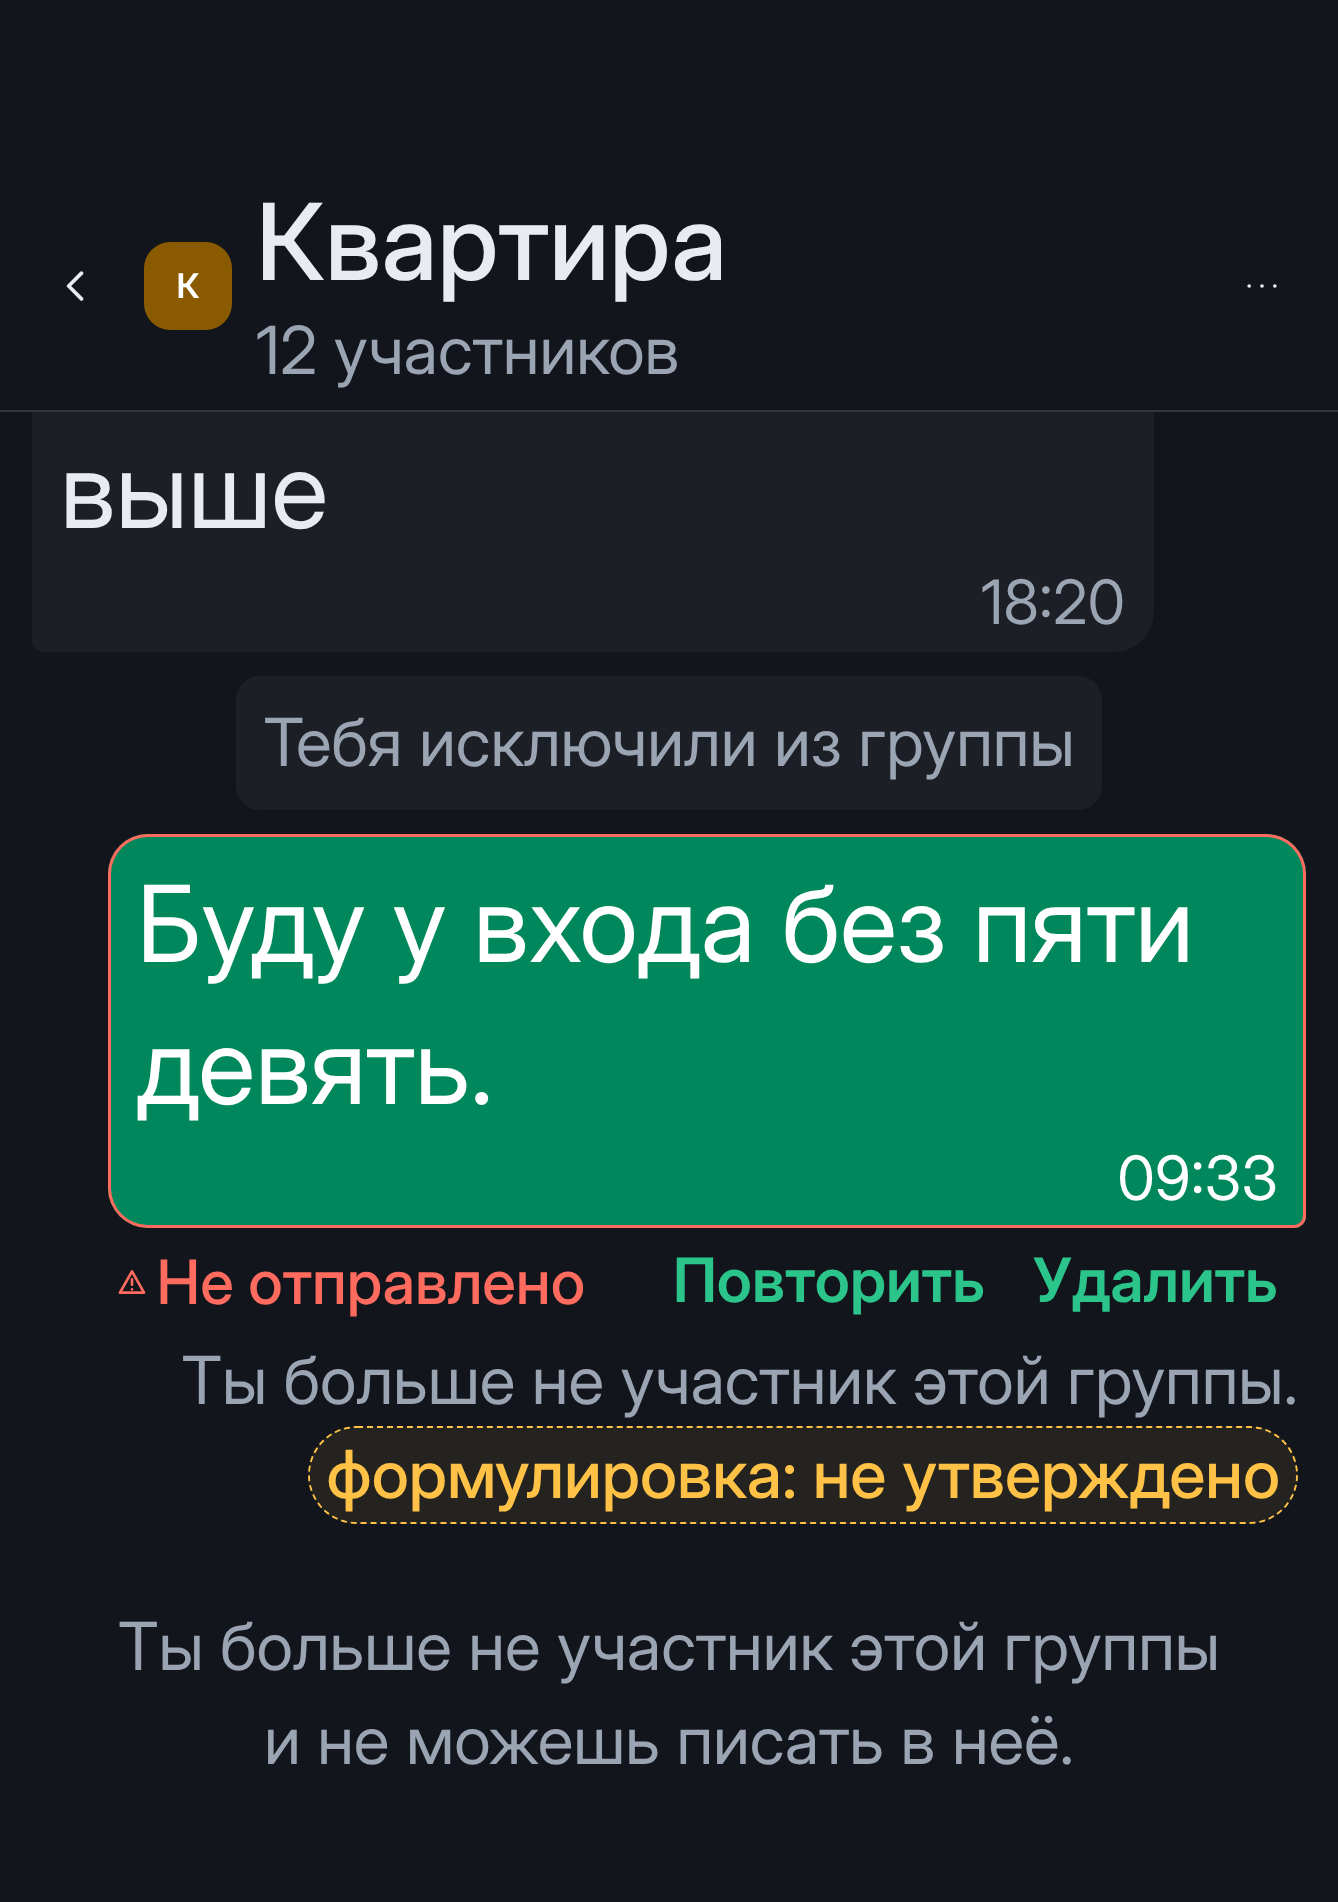 К
Квартира
12 участников
выше
18:20
Тебя исключили из группы
Буду у входа без пяти
девять.
09:33
Не отправлено Повторить Удалить
Ты больше не участник этой группы.
формулировка: не утверждено
Ты больше не участник этой группы
и не можешь писать в неё.